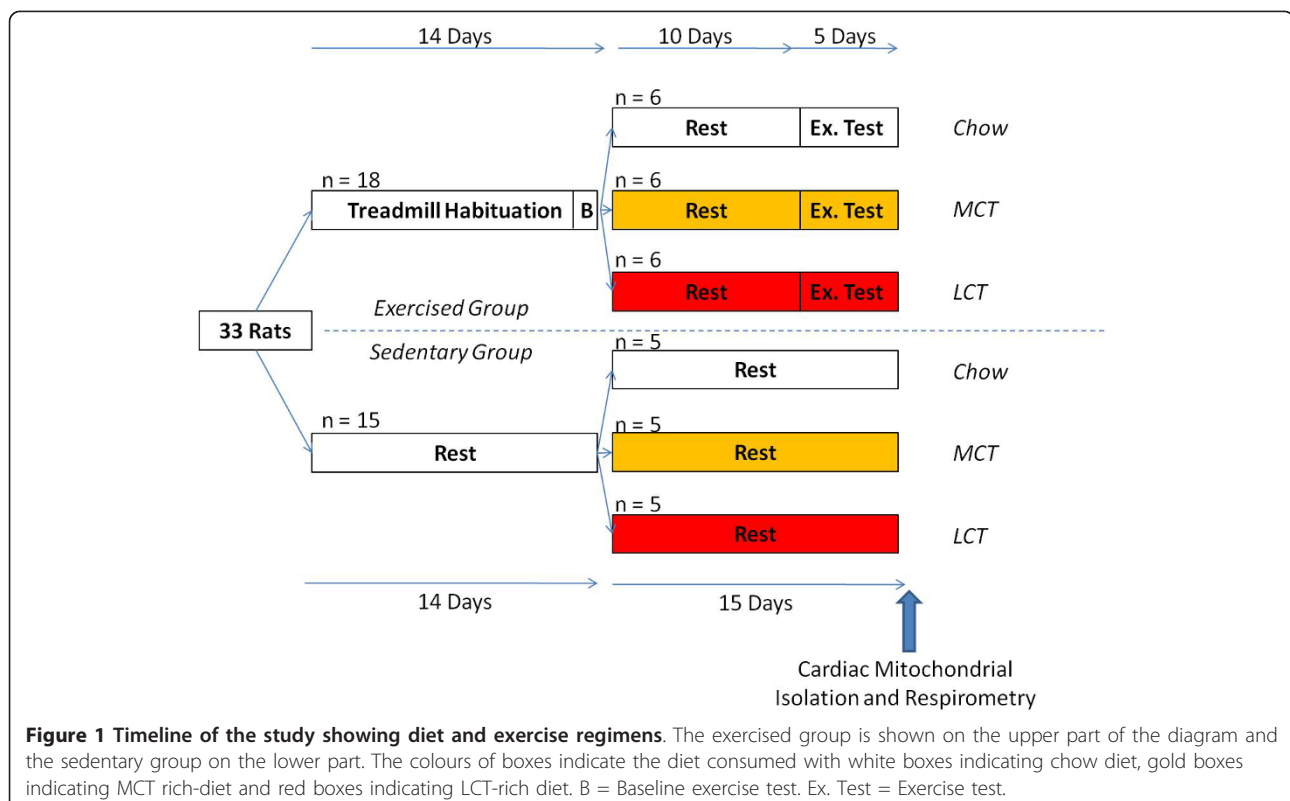 14 Days
10 Days
5 Days
n = 6
Rest
Ex. Test
Chow
n = 18
Treadmill Habituation
B
n = 6
Rest
Ex. Test
MCT
n = 6
Rest
Ex. Test
LCT
Exercised Group
33 Rats
Sedentary Group
n = 5
Rest
Chow
n = 15
Rest
n = 5
Rest
MCT
n = 5
Rest
LCT
14 Days
15 Days
Cardiac Mitochondrial
Isolation and Respirometry
Figure 1 Timeline of the study showing diet and exercise regimens. The exercised group is shown on the upper part of the diagram and
the sedentary group on the lower part. The colours of boxes indicate the diet consumed with white boxes indicating chow diet, gold boxes
indicating MCT rich-diet and red boxes indicating LCT-rich diet. B = Baseline exercise test. Ex. Test = Exercise test.